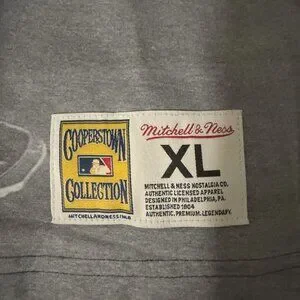 COOPERSTOWN
COLLECTION
MITCHELLANDNESS/MLB
Mitchell & Ness
XL
MITCHELL & NESS NOSTALGIA CO.
AUTHENTIC LICENSED APPAREL
DESIGNED IN PHILADELPHIA, PA
ESTABLISHED 1904
AUTHENTIC. PREMIUM. LEGENDARY.